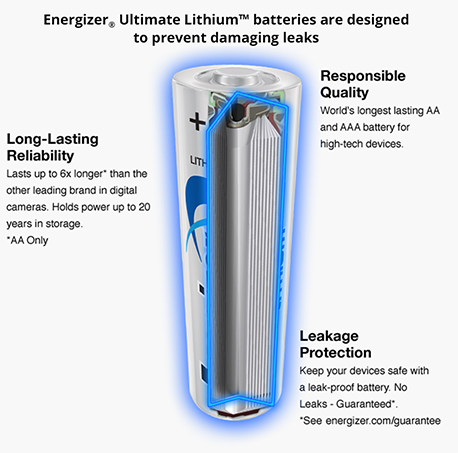 Energizer® Ultimate Lithium™ batteries are designed
to prevent damaging leaks
Responsible
Quality
World's longest lasting AA
and AAA battery for
high-tech devices.
Long-Lasting
Reliability
Lasts up to 6x longer* than the
other leading brand in digital
cameras. Holds power up to 20
years in storage.
*AA Only
+
LITH
Leakage
Protection
Keep your devices safe with
a leak-proof battery. No
Leaks - Guaranteed*.
*See energizer.com/guarantee